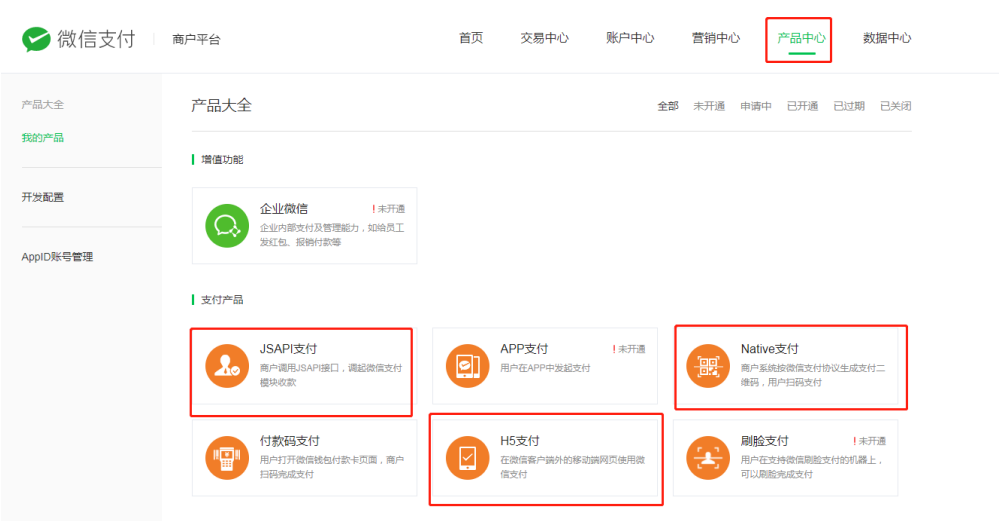 微信支付 商户平台 首页 交易中心 账户中心 营销中心 产品中心 数据中心
产品大全
我的产品
开发配置
AppID账号管理
产品大全 全部 未开通 申请中 已开通 已过期 已关闭
增值功能
企业微信 ! 未开通
企业内部支付及管理能力，如给员工
发红包、报销付款等
支付产品
JSAPI支付
商户调用JSAPI接口，调起微信支付
模块收款
APP支付 ! 未开通
用户在APP中发起支付
Native支付
商户系统按微信支付协议生成支付二
维码，用户扫码支付
付款码支付
用户打开微信钱包付款卡页面，商户
扫码完成支付
H5支付
在微信客户端外的移动端网页使用微
信支付
刷脸支付 ! 未开通
用户在支持微信刷脸支付的机器上，
可以刷脸完成支付